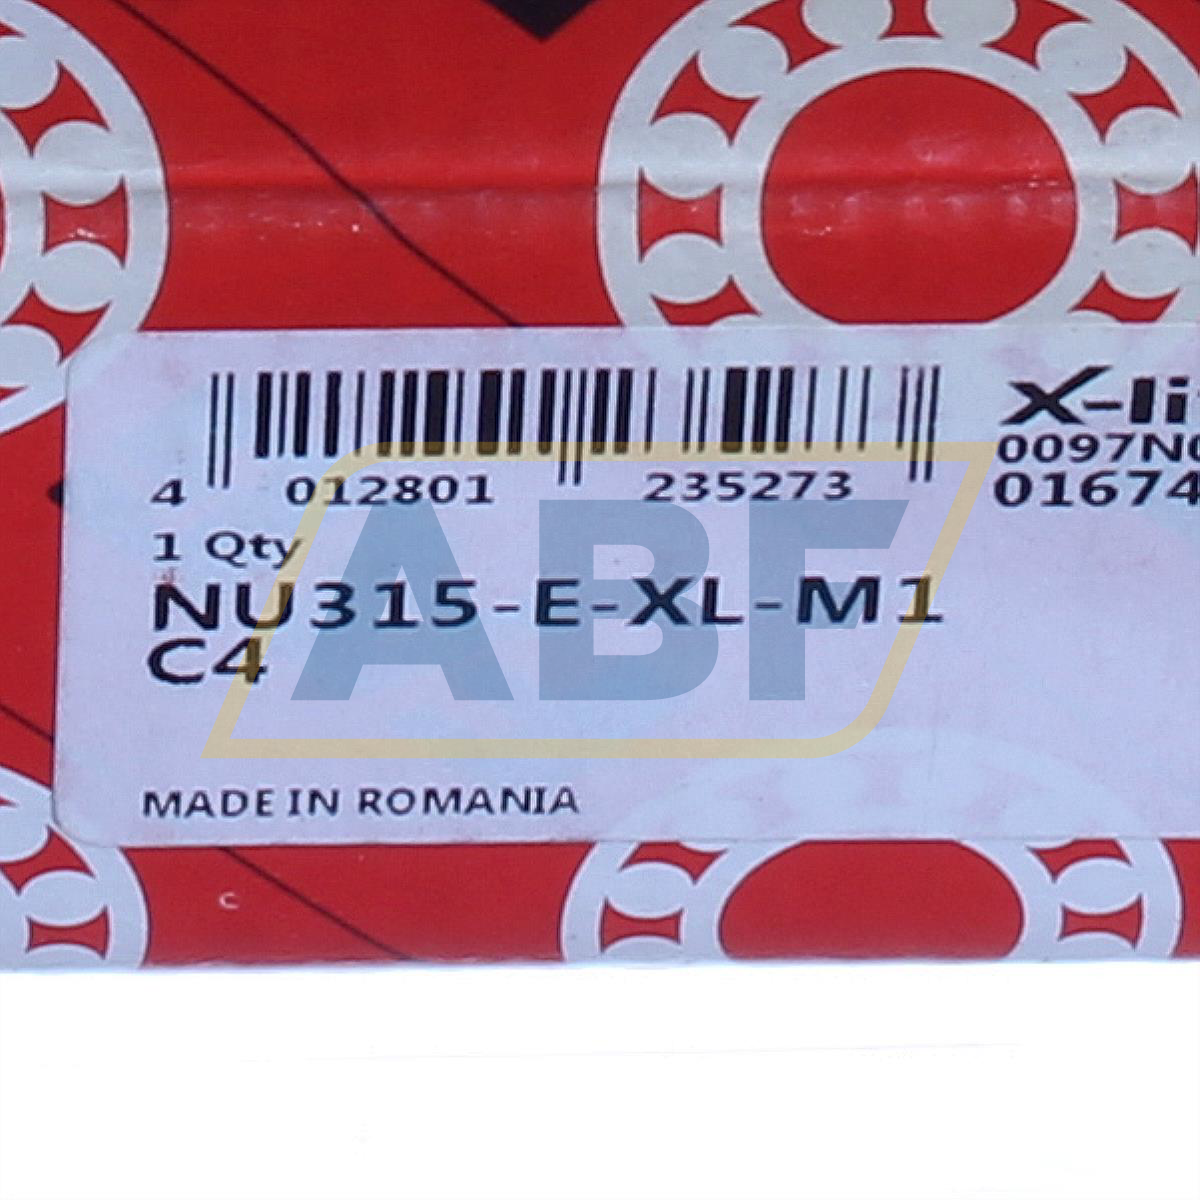 X-li
0097N
4 012801 235273
01674
1 Qty
NU315-E-XL-M1
C4
ABF
MADE IN ROMANIA